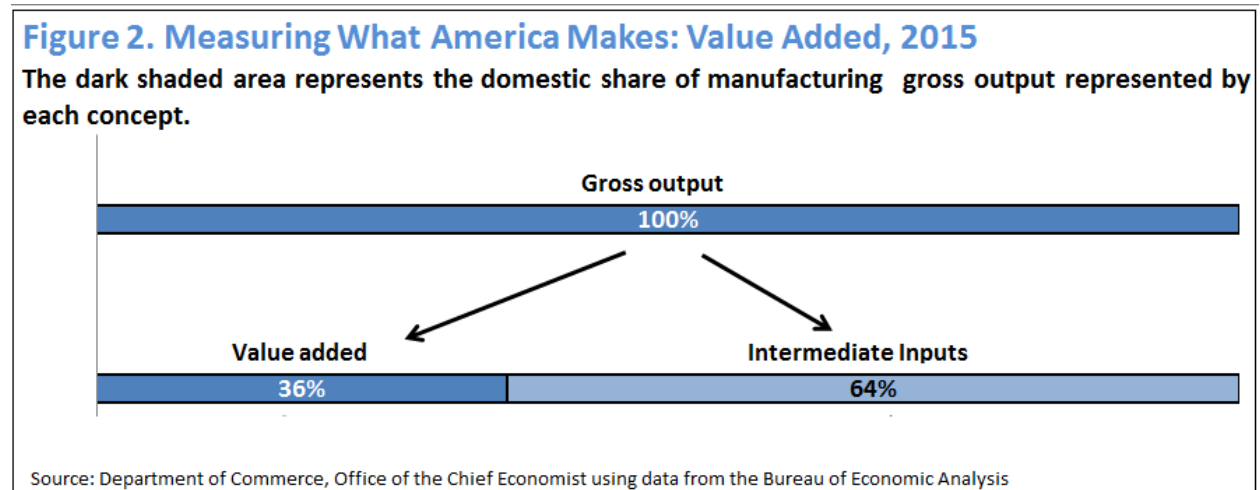 Figure 2. Measuring What America Makes: Value Added, 2015
The dark shaded area represents the domestic share of manufacturing gross output represented by
each concept.
Gross output
100%
Value added
Intermediate Inputs
36%
64%
Source: Department of Commerce, Office of the Chief Economist using data from the Bureau of Economic Analysis